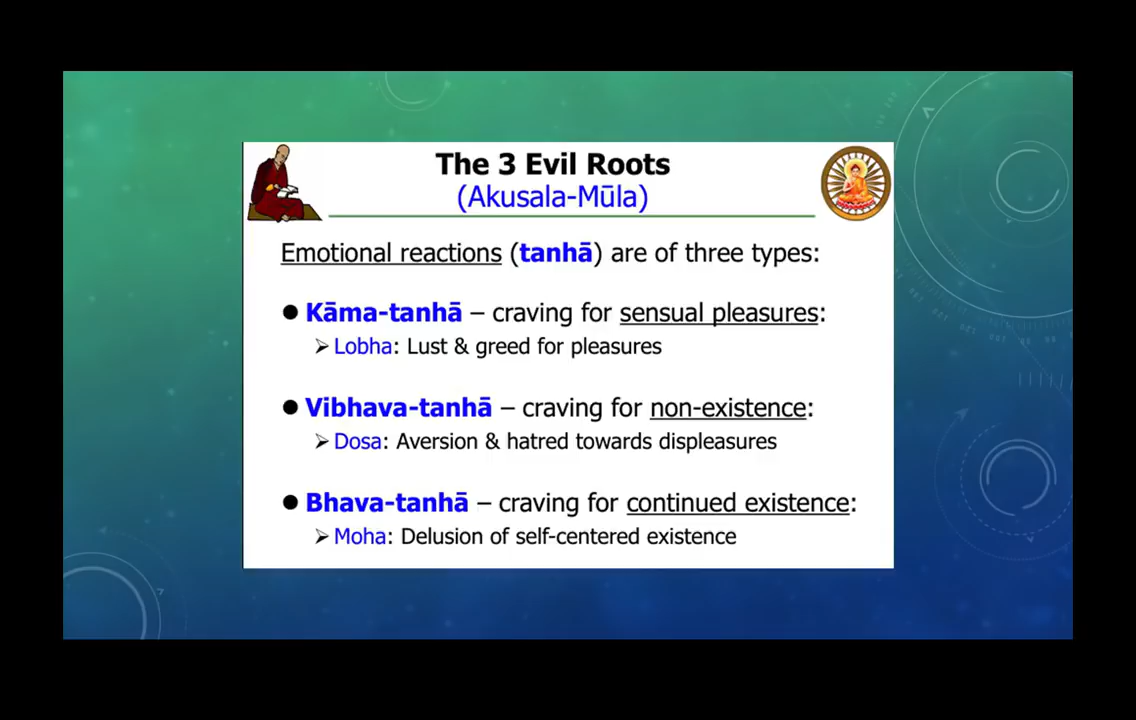 The 3 Evil Roots
(Akusala-Mūla)
Emotional reactions (tanhā) are of three types:
● Kāma-tanhā – craving for sensual pleasures:
➢ Lobha: Lust & greed for pleasures
● Vibhava-tanhā – craving for non-existence:
➢ Dosa: Aversion & hatred towards displeasures
● Bhava-tanhā – craving for continued existence:
➢ Moha: Delusion of self-centered existence